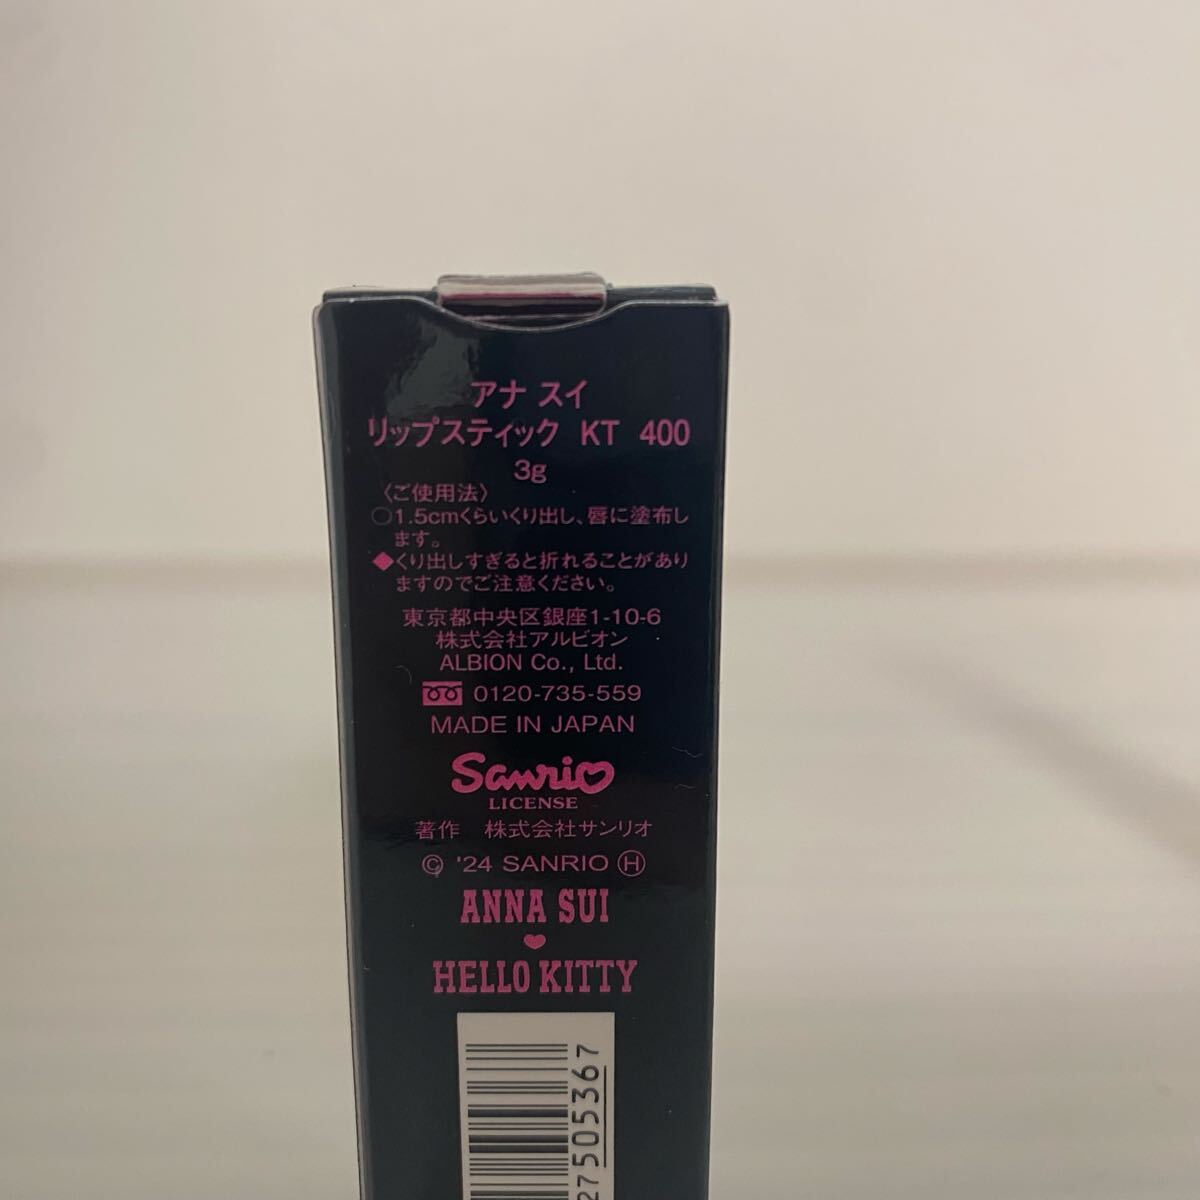 アナ スイ
リップスティック KT 400
3g
〈ご使用法〉
○1.5cmくらいくり出し、唇に塗布し
ます。
◆くり出しすぎると折れることがあり
ますのでご注意ください。
東京都中央区銀座1-10-6
株式会社アルビオン
ALBION Co., Ltd.
0120-735-559
MADE IN JAPAN
Sanrio
LICENSE
著作 株式会社サンリオ
© '24 SANRIO Ⓗ
ANNA SUI
♥
HELLO KITTY
27505367